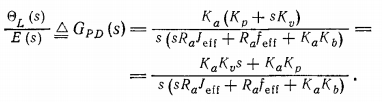 \frac{\Theta_L(s)}{E(s)} \triangleq G_{PD}(s) = \frac{K_a(K_p + sK_v)}{s(sR_aJ_{\text{eff}} + R_af_{\text{eff}} + K_aK_b)} =
= \frac{K_aK_vs + K_aK_p}{s(sR_aJ_{\text{eff}} + R_af_{\text{eff}} + K_aK_b)}.